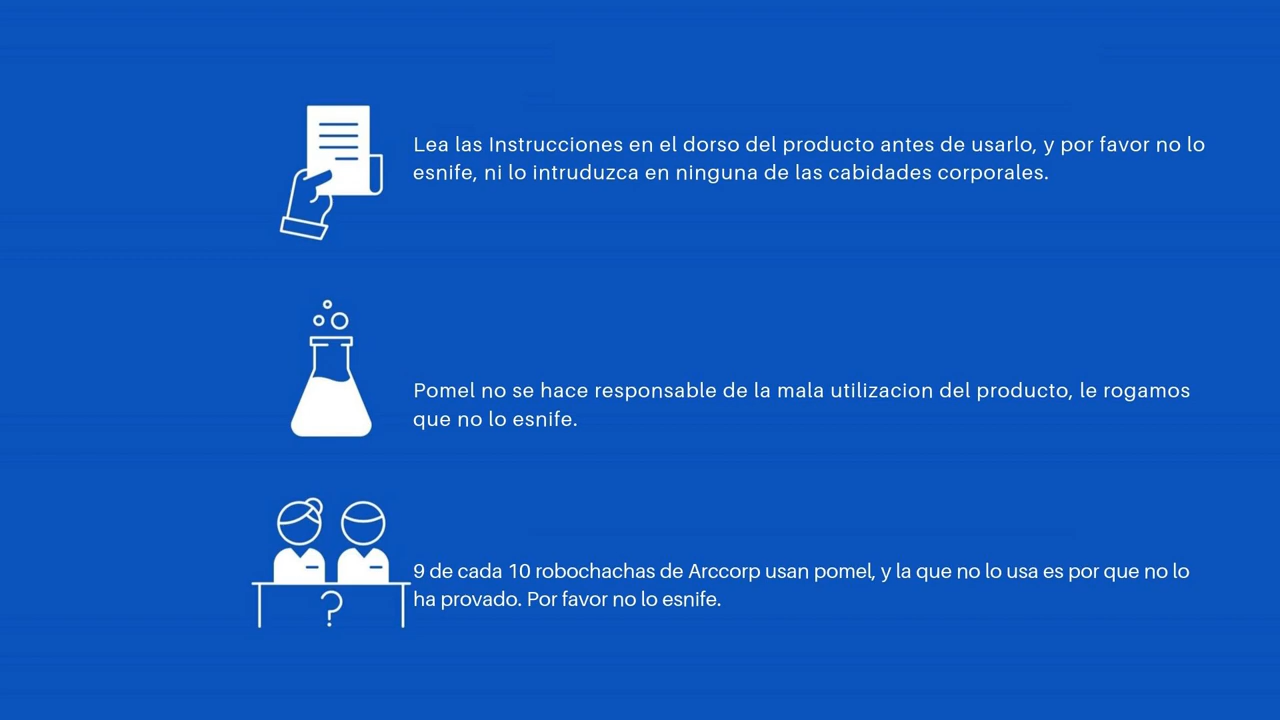 Lea las Instrucciones en el dorso del producto antes de usarlo, y por favor no lo
esnife, ni lo intruduzca en ninguna de las cabidades corporales.
Pomel no se hace responsable de la mala utilizacion del producto, le rogamos
que no lo esnife.
9 de cada 10 robochachas de Arccorp usan pomel, y la que no lo usa es por que no lo
ha provado. Por favor no lo esnife.
?